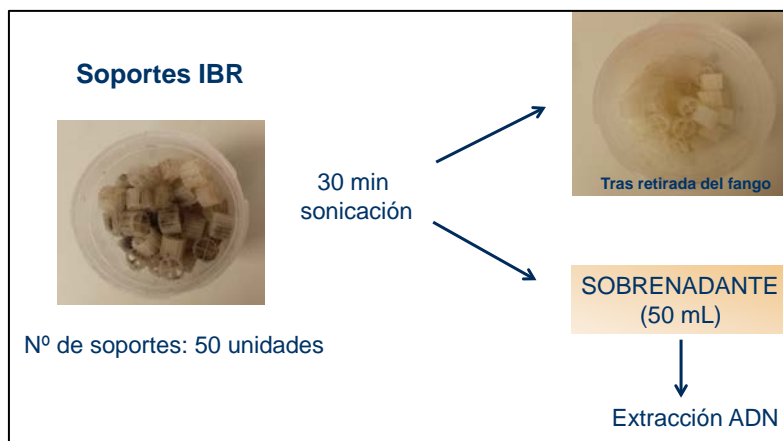 Soportes IBR
Nº de soportes: 50 unidades
30 min
sonicación
Tras retirada del fango
SOBRENADANTE
(50 mL)
Extracción ADN